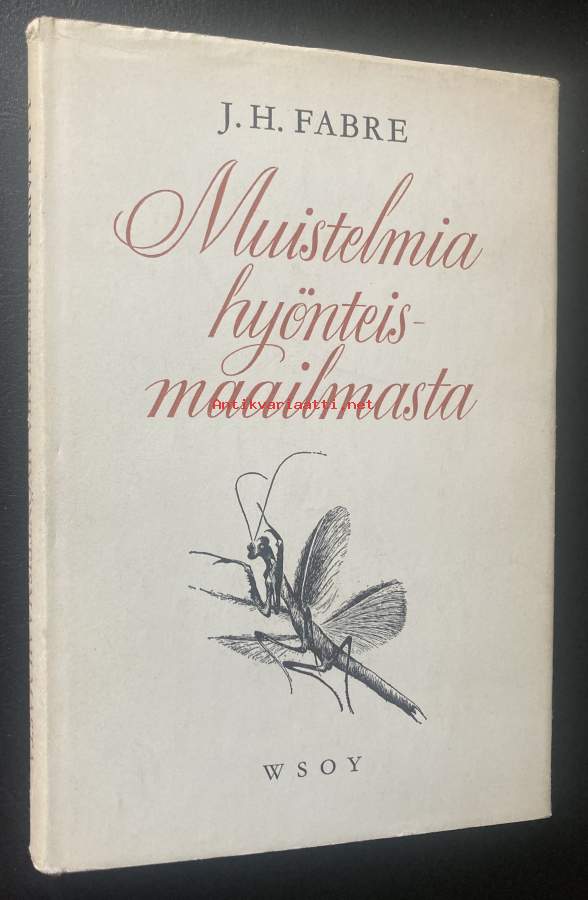 J. H. FABRE
Muistelmia
hyönteis-
maailmasta
Antikvariaatti.net
WSOY